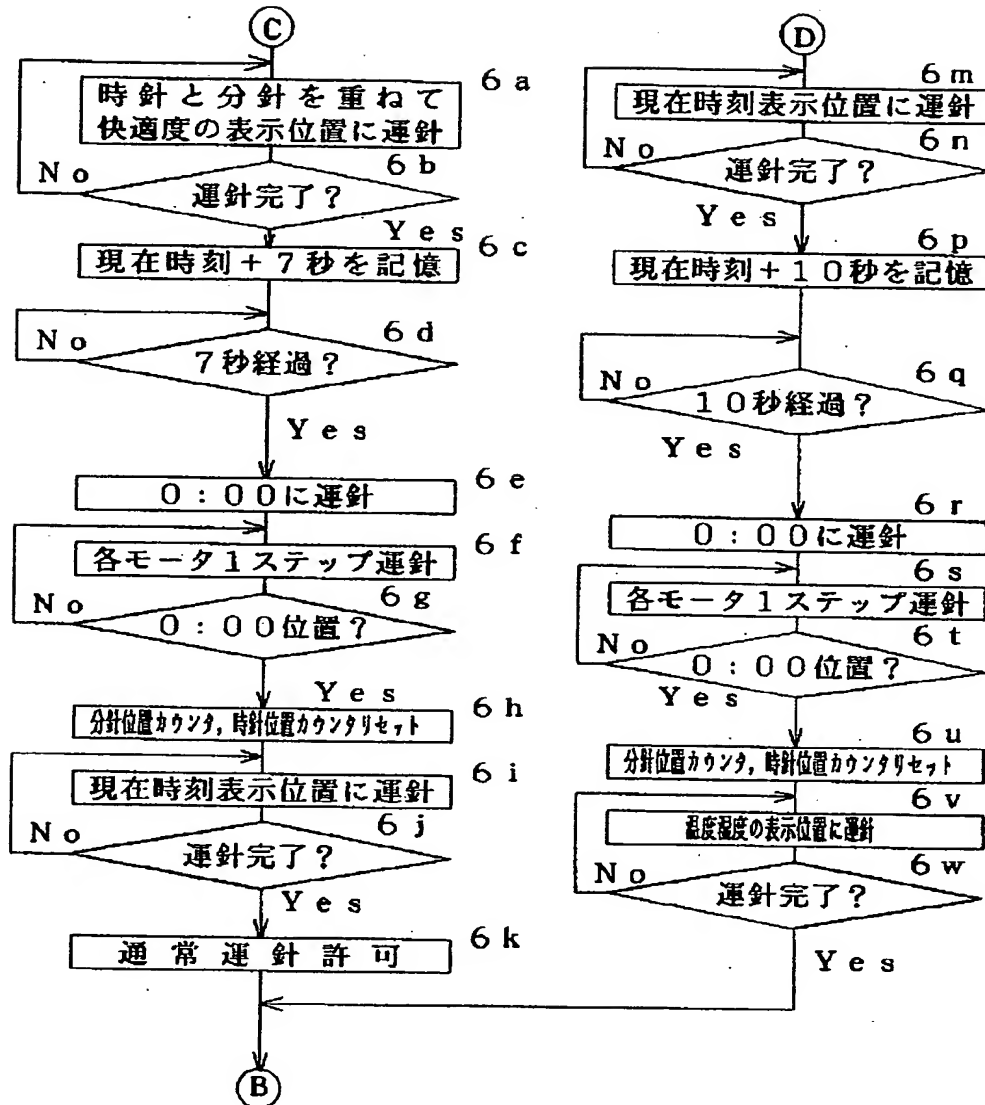 C
6a
時針と分針を重ねて
快適度の表示位置に運針
6b
No
運針完了?
Yes
6c
現在時刻+7秒を記憶
6d
No
7秒経過?
Yes
6e
0:00に運針
6f
各モータ1ステップ運針
6g
No
0:00位置?
Yes
6h
分針位置カウンタ,時針位置カウンタリセット
6i
現在時刻表示位置に運針
6j
No
運針完了?
Yes
6k
通常運針許可
B
D
6m
現在時刻表示位置に運針
6n
No
運針完了?
Yes
6p
現在時刻+10秒を記憶
6q
No
10秒経過?
Yes
6r
0:00に運針
6s
各モータ1ステップ運針
6t
No
0:00位置?
Yes
6u
分針位置カウンタ,時針位置カウンタリセット
6v
温度湿度の表示位置に運針
6w
No
運針完了?
Yes